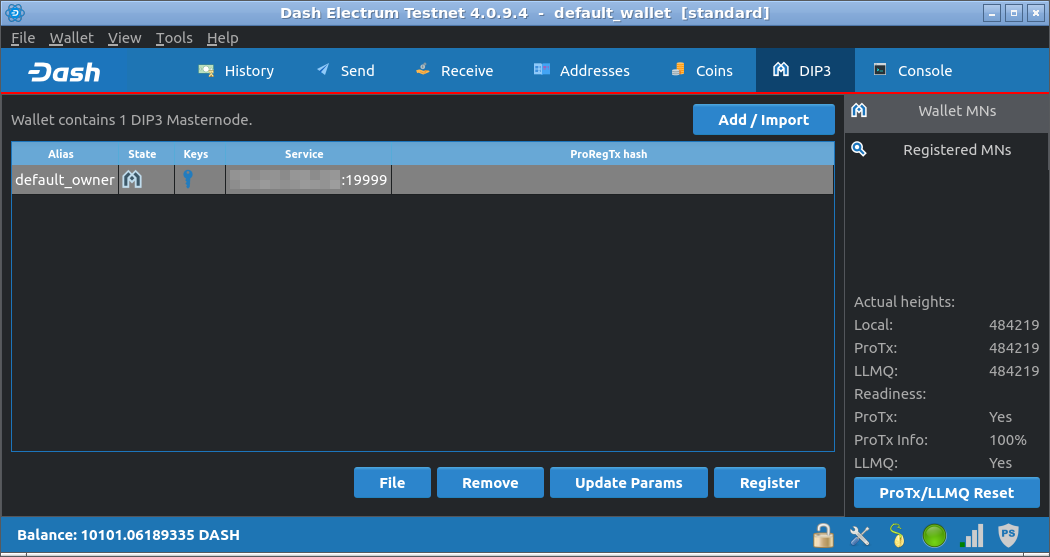 Dash Electrum Testnet 4.0.9.4 - default_wallet [standard]
File Wallet View Tools Help
Dash History Send Receive Addresses Coins DIP3 Console
Wallet contains 1 DIP3 Masternode.
Add / Import
Wallet MNs
Registered MNs
Alias State Keys Service ProRegTx hash
default_owner :19999
Actual heights:
Local: 484219
ProTx: 484219
LLMQ: 484219
Readiness:
ProTx: Yes
ProTx Info: 100%
LLMQ: Yes
File Remove Update Params Register
ProTx/LLMQ Reset
Balance: 10101.06189335 DASH
PS